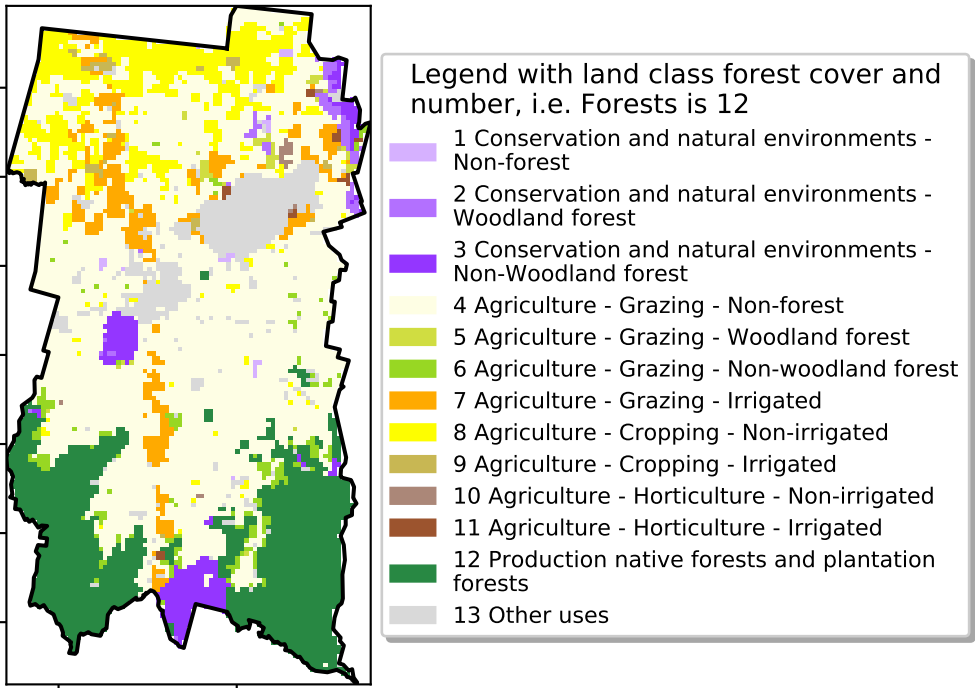 Legend with land class forest cover and
number, i.e. Forests is 12
1 Conservation and natural environments -
Non-forest
2 Conservation and natural environments -
Woodland forest
3 Conservation and natural environments -
Non-Woodland forest
4 Agriculture - Grazing - Non-forest
5 Agriculture - Grazing - Woodland forest
6 Agriculture - Grazing - Non-woodland forest
7 Agriculture - Grazing - Irrigated
8 Agriculture - Cropping - Non-irrigated
9 Agriculture - Cropping - Irrigated
10 Agriculture - Horticulture - Non-irrigated
11 Agriculture - Horticulture - Irrigated
12 Production native forests and plantation
forests
13 Other uses